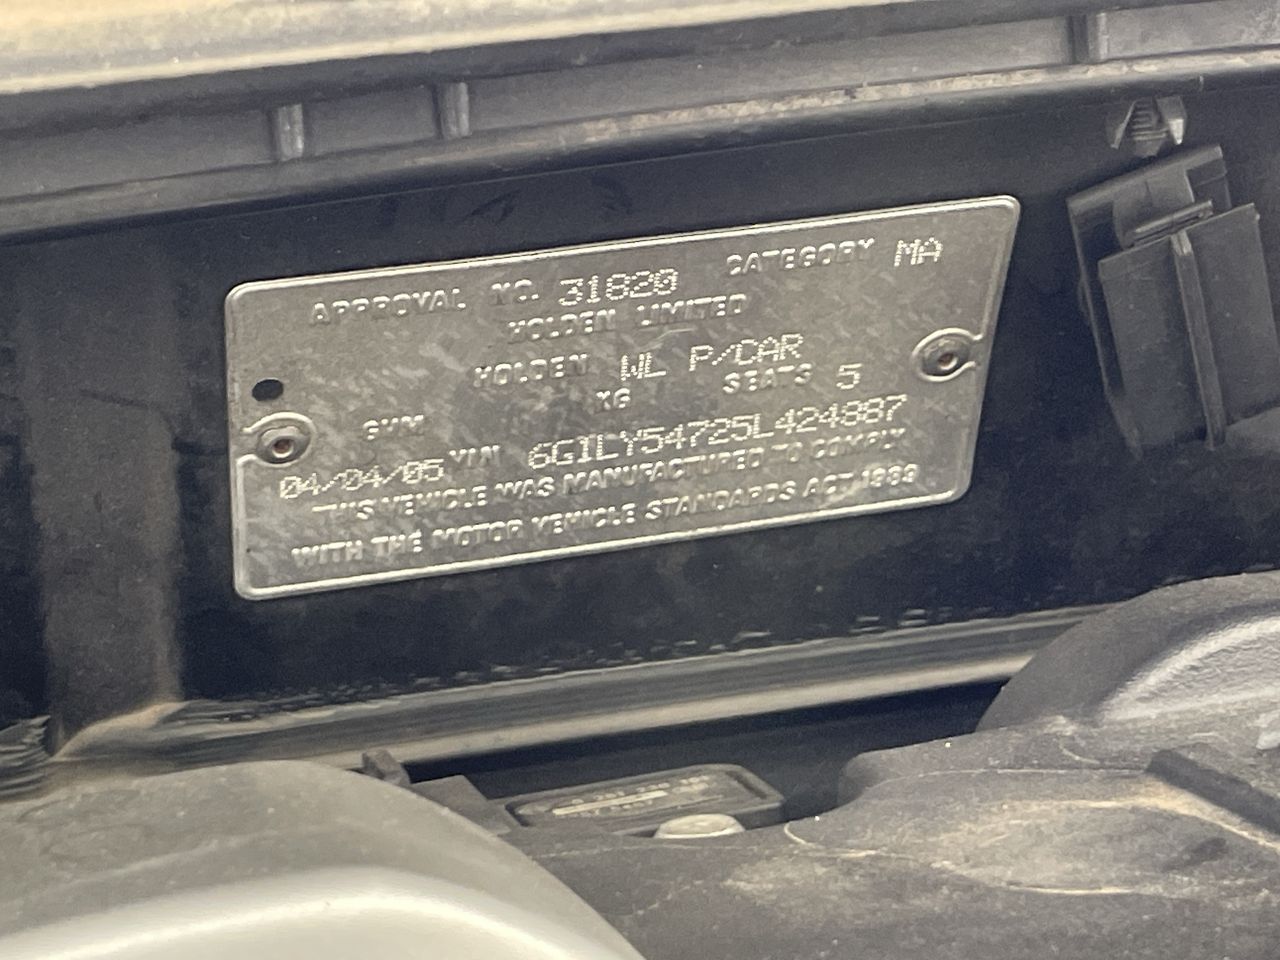 APPROVAL NO. 31820 CATEGORY MA
HOLDEN LIMITED
HOLDEN WL P/CAR
GVM KG SEATS 5
04/04/05 VIN 6G1LY54725L424887
THIS VEHICLE WAS MANUFACTURED TO COMPLY
WITH THE MOTOR VEHICLE STANDARDS ACT 1989